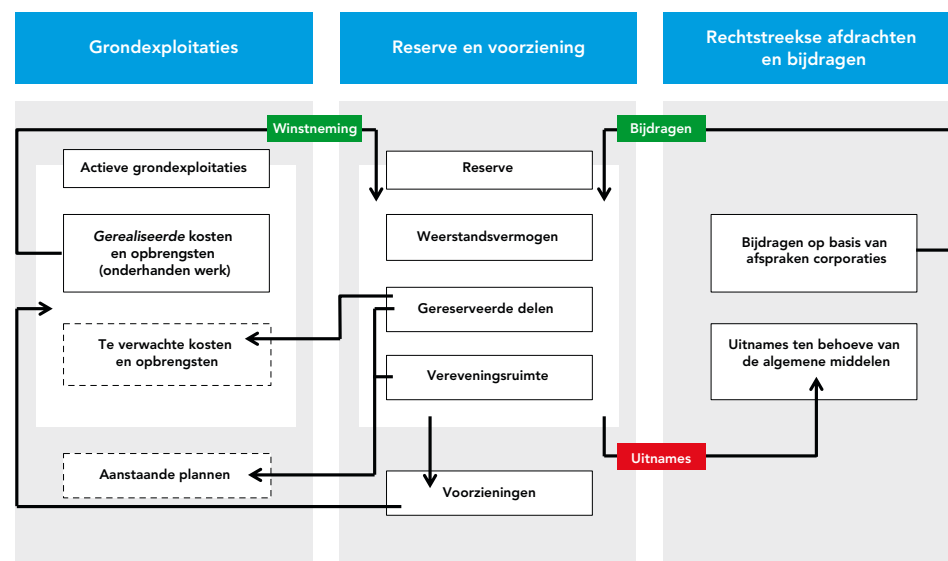 Grondexploitaties
Reserve en voorziening
Rechtstreekse afdrachten
en bijdragen
Winstneming
Bijdragen
Actieve grondexploitaties
Reserve
Gerealiseerde kosten
en opbrengsten
(onderhanden werk)
Weerstandsvermogen
Bijdragen op basis van
afspraken corporaties
Gereserveerde delen
Te verwachte kosten
en opbrengsten
Uitnames ten behoeve van
de algemene middelen
Vereveningsruimte
Uitnames
Aanstaande plannen
Voorzieningen